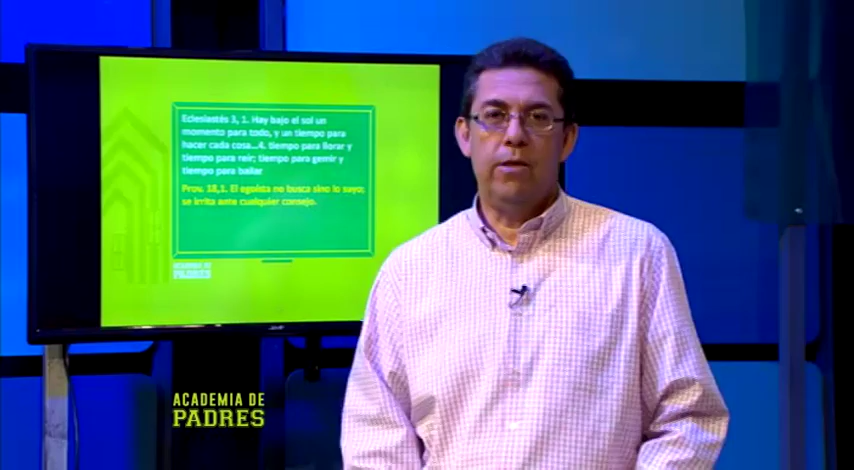 Eclesiastés 3, 1. Hay bajo el sol un
momento para todo, y un tiempo para
hacer cada cosa...4. tiempo para llorar y
tiempo para reír; tiempo para gemir y
tiempo para bailar
Prov. 18,1. El egoísta no busca sino lo suyo;
se irrita ante cualquier consejo.
ACADEMIA DE
PADRES
ACADEMIA DE
PADRES